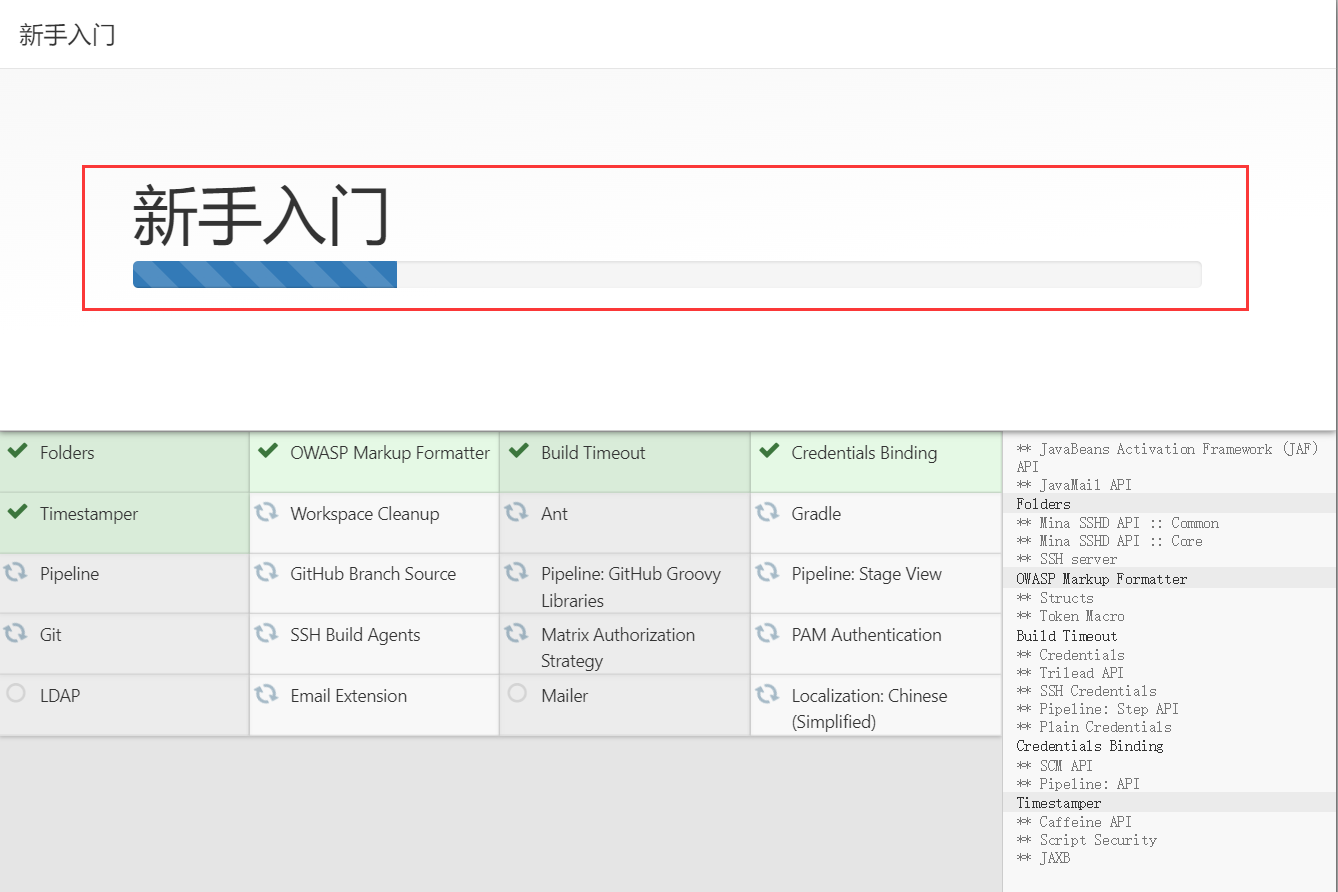 新手入门
新手入门
Folders
OWASP Markup Formatter
Build Timeout
Credentials Binding
Timestamper
Workspace Cleanup
Ant
Gradle
Pipeline
GitHub Branch Source
Pipeline: GitHub Groovy
Libraries
Pipeline: Stage View
Git
SSH Build Agents
Matrix Authorization
Strategy
PAM Authentication
LDAP
Email Extension
Mailer
Localization: Chinese
(Simplified)
** JavaBeans Activation Framework (JAF)
API
** JavaMail API
Folders
** Mina SSHD API :: Common
** Mina SSHD API :: Core
** SSH server
OWASP Markup Formatter
** Structs
** Token Macro
Build Timeout
** Credentials
** Trilead API
** SSH Credentials
** Pipeline: Step API
** Plain Credentials
Credentials Binding
** SCM API
** Pipeline: API
Timestamper
** Caffeine API
** Script Security
** JAXB